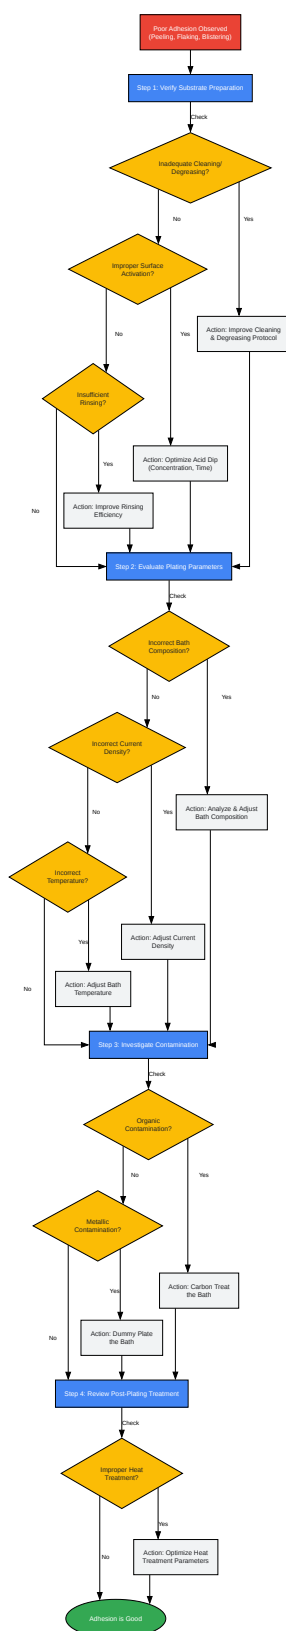 Poor Adhesion Observed
(Peeling, Flaking, Blistering)
Step 1: Verify Substrate Preparation
Check
Inadequate Cleaning/
Degreasing?
No
Yes
Improper Surface
Activation?
No
Yes
Action: Improve Cleaning
& Degreasing Protocol
Insufficient
Rinsing?
Yes
Action: Optimize Acid Dip
(Concentration, Time)
No
Action: Improve Rinsing
Efficiency
Step 2: Evaluate Plating Parameters
Check
Incorrect Bath
Composition?
No
Yes
Incorrect Current
Density?
No
Yes
Action: Analyze & Adjust
Bath Composition
Incorrect
Temperature?
Yes
Action: Adjust Current
Density
No
Action: Adjust Bath
Temperature
Step 3: Investigate Contamination
Check
Organic
Contamination?
No
Yes
Metallic
Contamination?
Yes
Action: Carbon Treat
the Bath
No
Action: Dummy Plate
the Bath
Step 4: Review Post-Plating Treatment
Check
Improper Heat
Treatment?
Yes
No
Action: Optimize Heat
Treatment Parameters
Adhesion is Good